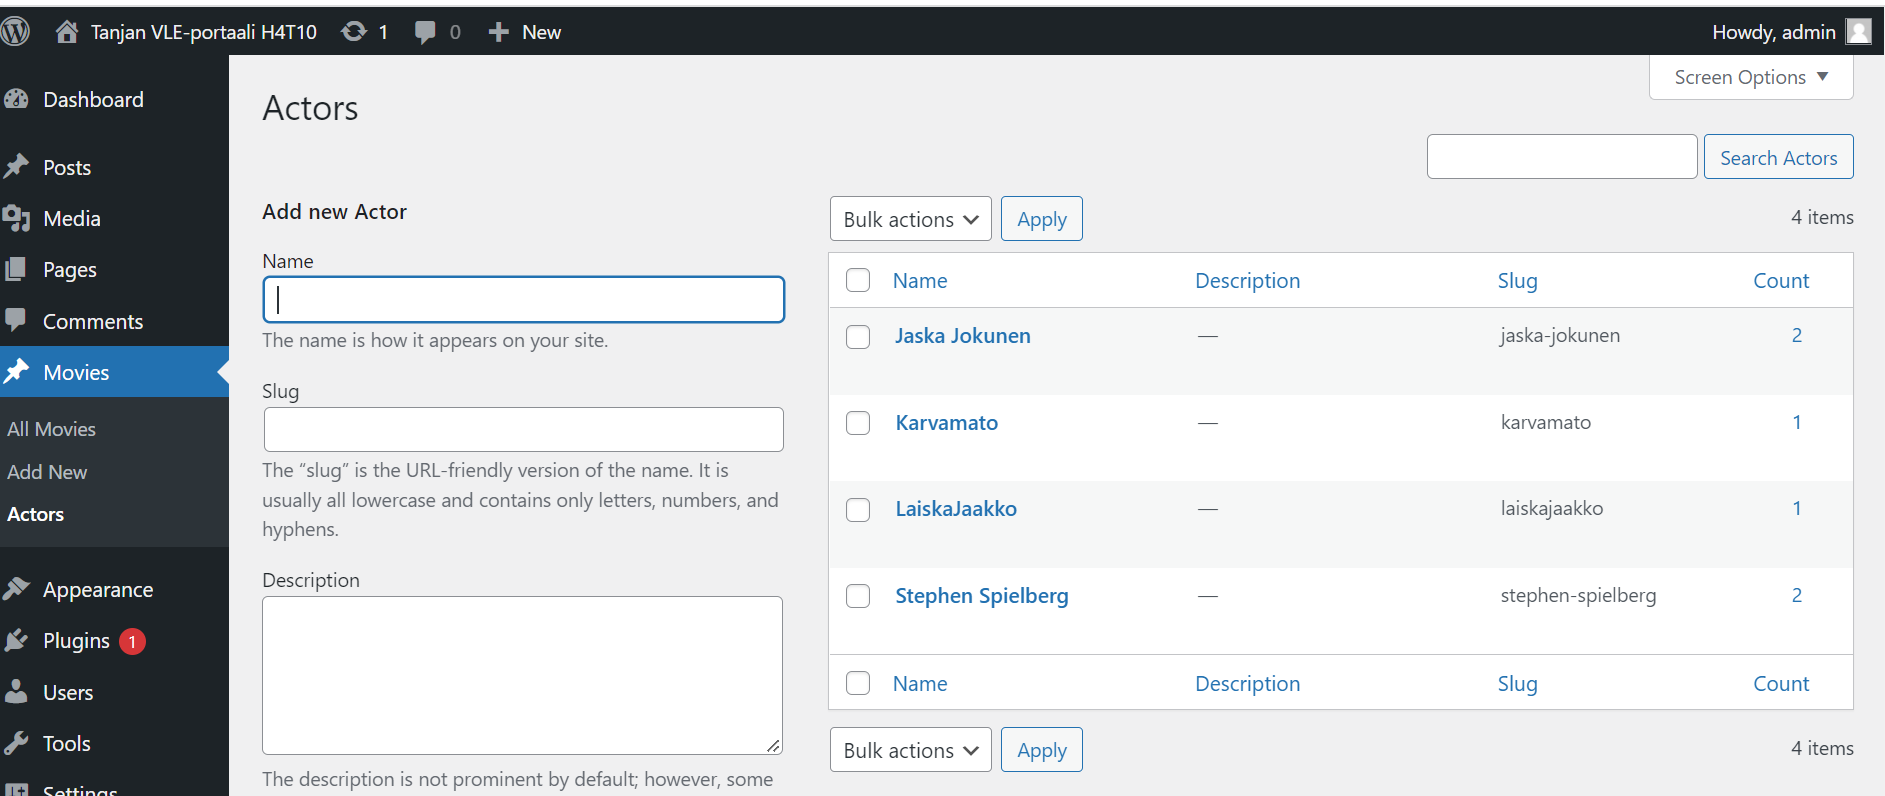 Tanjan VLE-portaali H4T10 1 0 New Howdy, admin
Screen Options
Dashboard
Posts
Media
Pages
Comments
Movies
All Movies
Add New
Actors
Appearance
Plugins 1
Users
Tools
Settings
Actors
Search Actors
Add new Actor
Name
The name is how it appears on your site.
Slug
The “slug” is the URL-friendly version of the name. It is
usually all lowercase and contains only letters, numbers, and
hyphens.
Description
The description is not prominent by default; however, some
Bulk actions Apply 4 items
Name Description Slug Count
Jaska Jokunen — jaska-jokunen 2
Karvamato — karvamato 1
LaiskaJaakko — laiskajaakko 1
Stephen Spielberg — stephen-spielberg 2
Name Description Slug Count
Bulk actions Apply 4 items